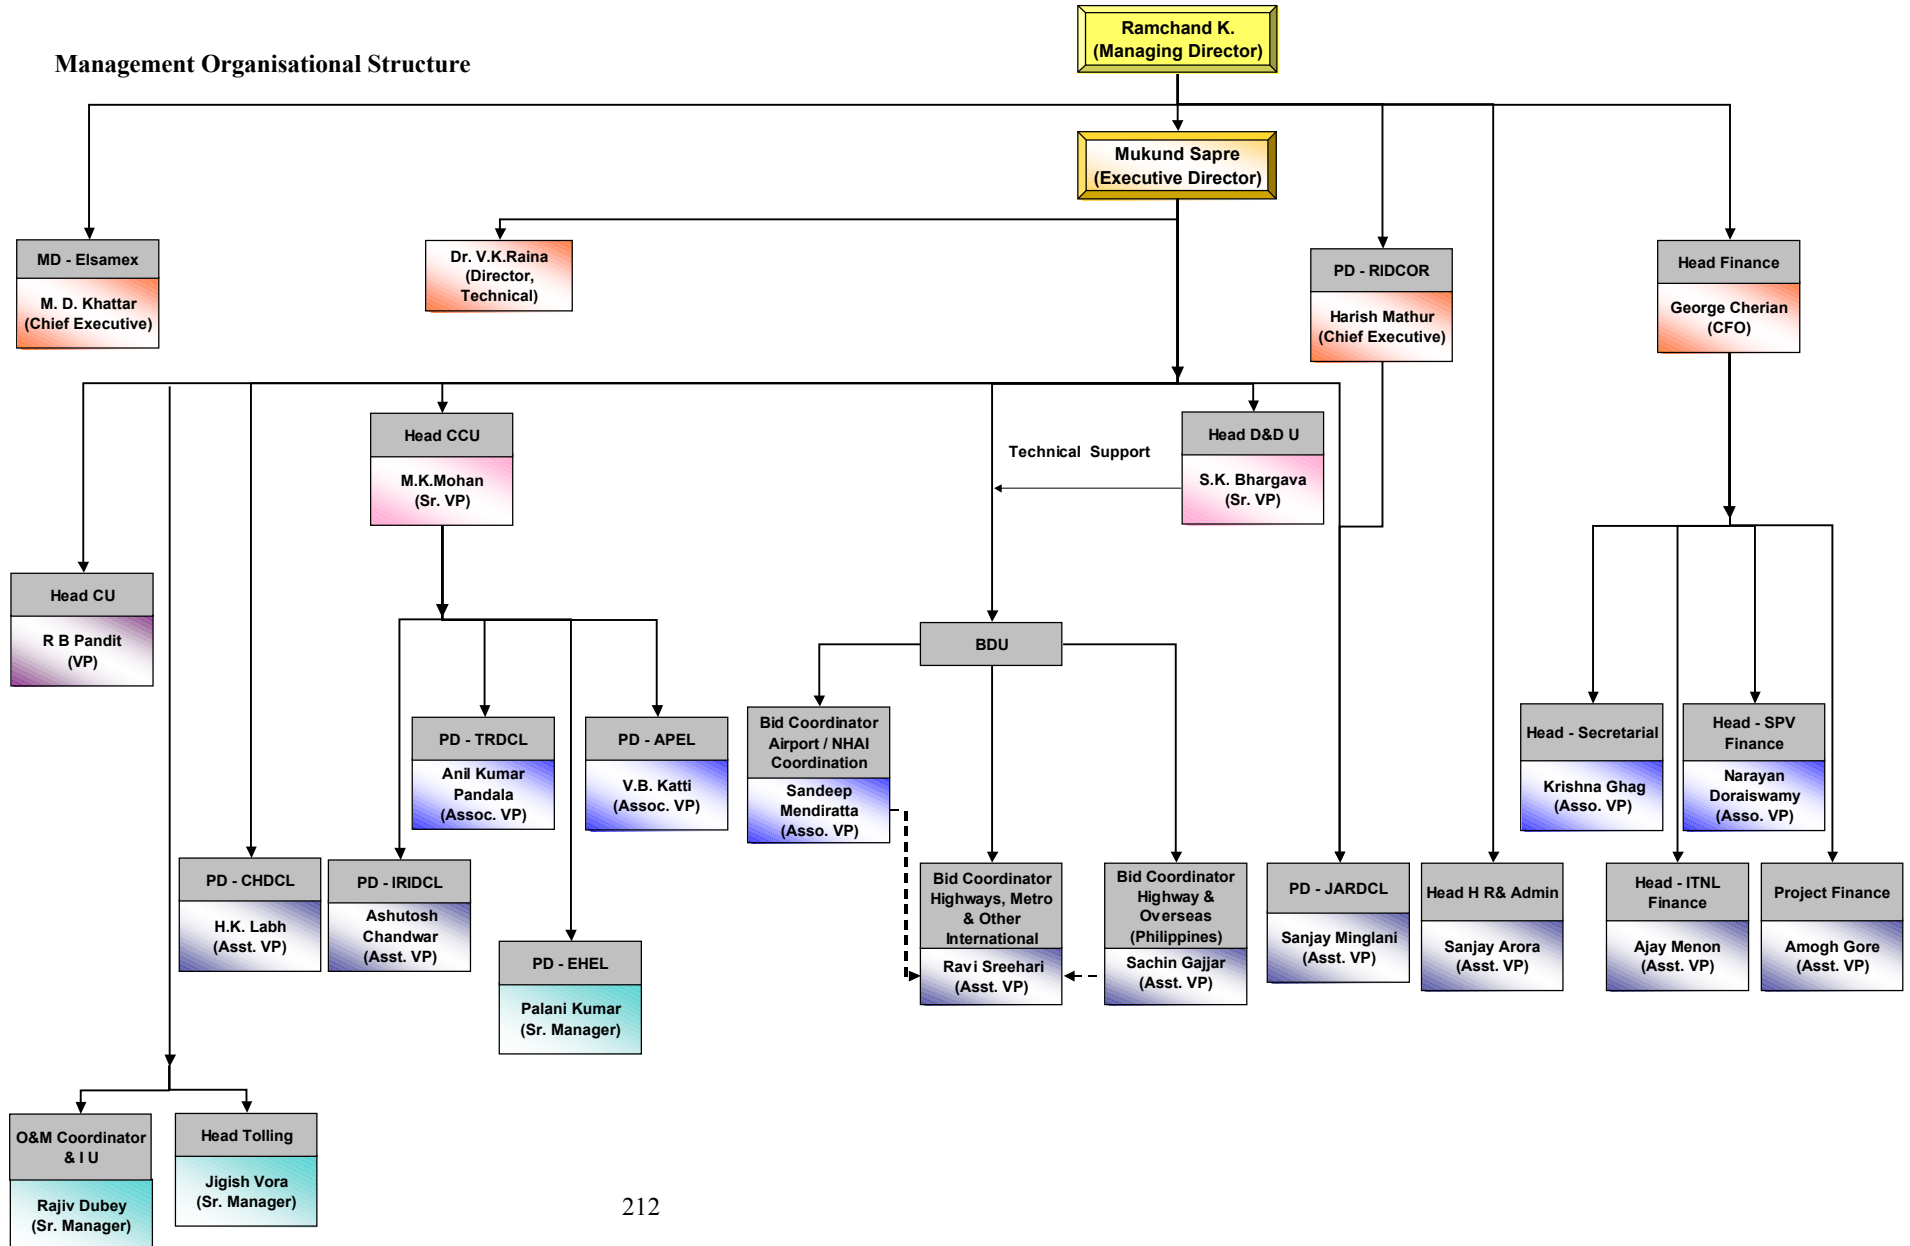 Ramchand K.
(Managing Director)
Management Organisational Structure
Mukund Sapre
(Executive Director)
MD - Elsamex
M. D. Khattar
(Chief Executive)
Dr. V.K.Raina
(Director,
Technical)
PD - RIDCOR
Harish Mathur
(Chief Executive)
Head Finance
George Cherian
(CFO)
Head CCU
M.K.Mohan
(Sr. VP)
Technical Support
Head D&D U
S.K. Bhargava
(Sr. VP)
Head CU
R B Pandit
(VP)
BDU
PD - TRDCL
Anil Kumar
Pandala
(Assoc. VP)
PD - APEL
V.B. Katti
(Assoc. VP)
Bid Coordinator
Airport / NHAI
Coordination
Sandeep
Mendiratta
(Asso. VP)
Head - Secretarial
Krishna Ghag
(Asso. VP)
Head - SPV
Finance
Narayan
Doraiswamy
(Asso. VP)
PD - CHDCL
H.K. Labh
(Asst. VP)
PD - IRIDCL
Ashutosh
Chandwar
(Asst. VP)
PD - EHEL
Palani Kumar
(Sr. Manager)
Bid Coordinator
Highways, Metro
& Other
International
Ravi Sreehari
(Asst. VP)
Bid Coordinator
Highway &
Overseas
(Philippines)
Sachin Gajjar
(Asst. VP)
PD - JARDCL
Sanjay Minglani
(Asst. VP)
Head H R& Admin
Sanjay Arora
(Asst. VP)
Head - ITNL
Finance
Ajay Menon
(Asst. VP)
Project Finance
Amogh Gore
(Asst. VP)
O&M Coordinator
& I U
Rajiv Dubey
(Sr. Manager)
Head Tolling
Jigish Vora
(Sr. Manager)
212